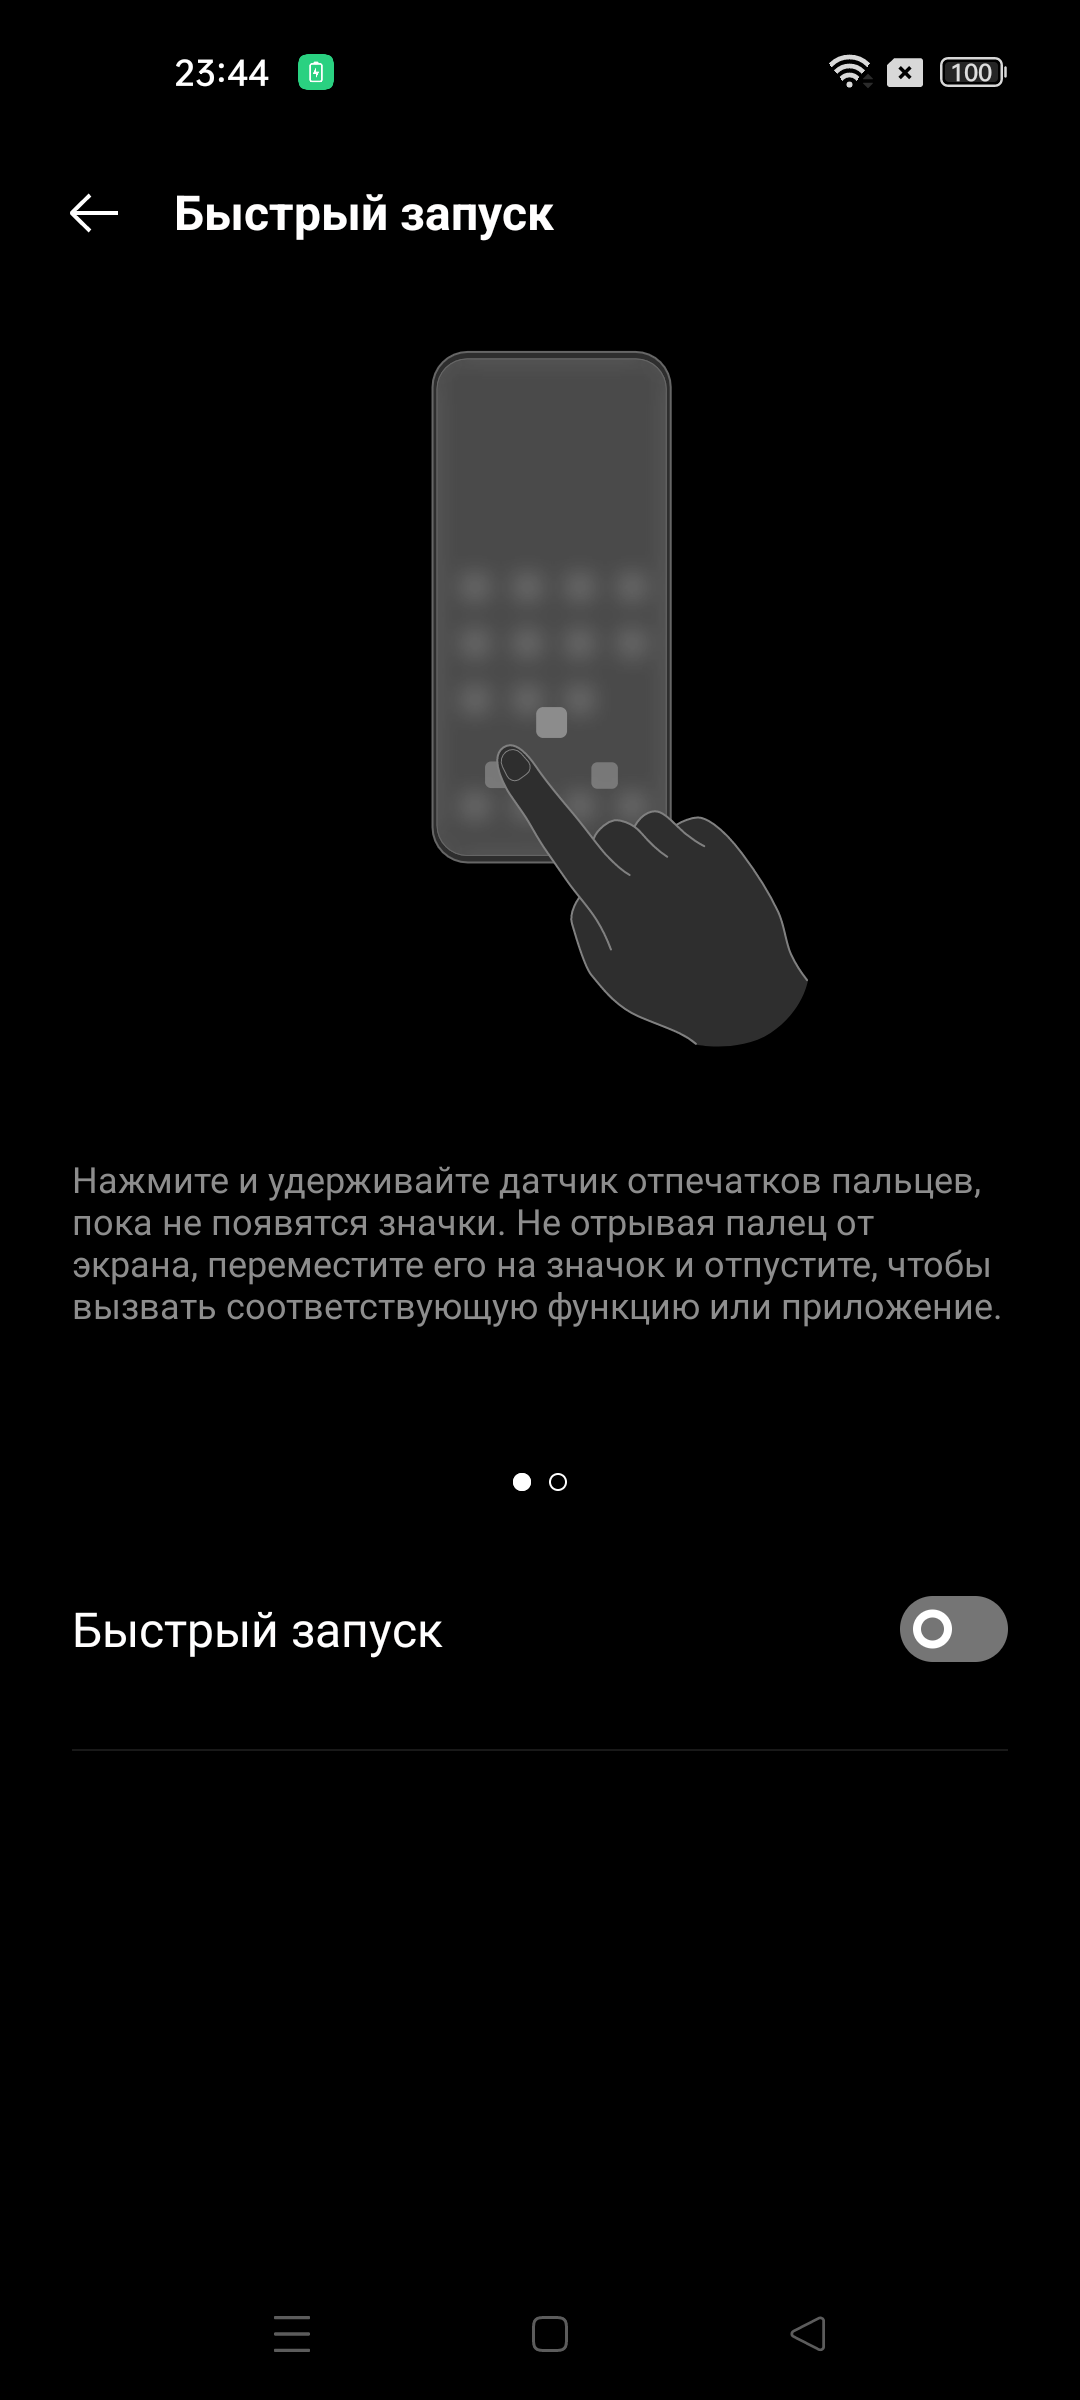 23:44
100
Быстрый запуск
Нажмите и удерживайте датчик отпечатков пальцев,
пока не появятся значки. Не отрывая палец от
экрана, переместите его на значок и отпустите, чтобы
вызвать соответствующую функцию или приложение.
Быстрый запуск